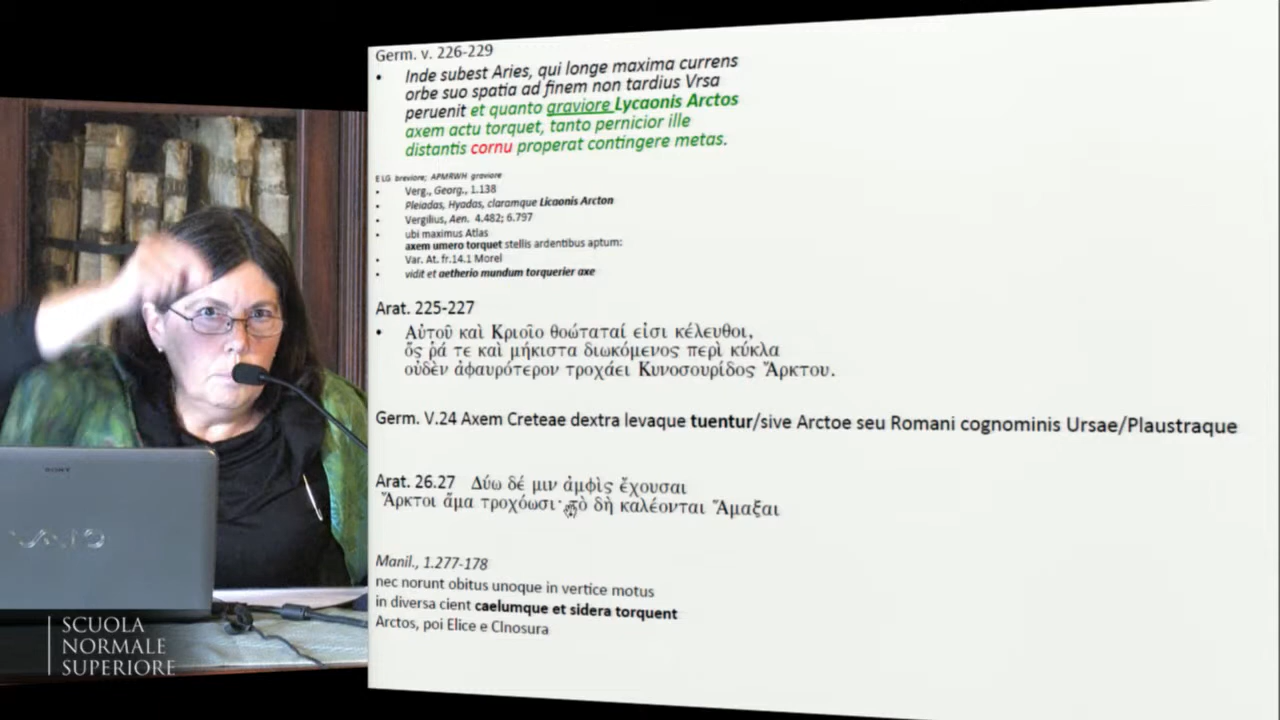 Germ. v. 226-229
• Inde subest Aries, qui longe maxima currens
orbe suo spatia ad finem non tardius Vrsa
peruenit et quanto graviore Lycaonis Arctos
axem actu torquet, tanto pernicior ille
distantis cornu properat contingere metas.
E LG breviore; APMRWH graviore
• Verg., Georg., 1.138
• Pleiadas, Hyadas, claramque Licaonis Arcton
• Vergilius, Aen. 4.482; 6.797
• ubi maximus Atlas
axem umero torquet stellis ardentibus aptum:
• Var. At. fr.14.1 Morel
• vidit et aetherio mundum torquerier axe
Arat. 225-227
• Αὐτοῦ καὶ Κριοῖο θοώταταί εἰσι κέλευθοι,
ὅς ῥά τε καὶ μήκιστα διωκόμενος περὶ κύκλα
οὐδὲν ἀφαυρότερον τροχάει Κυνοσουρίδος Ἄρκτου.
Germ. V.24 Axem Creteae dextra levaque tuentur/sive Arctoe seu Romani cognominis Ursae/Plaustraque
Arat. 26.27 Δύω δέ μιν ἀμφὶς ἔχουσαι
Ἄρκτοι ἅμα τροχόωσι· τὸ δὴ καλέονται Ἅμαξαι
Manil., 1.277-178
nec norunt obitus unoque in vertice motus
in diversa cient caelumque et sidera torquent
Arctos, poi Elice e CInosura
SONY
VAIO
SCUOLA
NORMALE
SUPERIORE